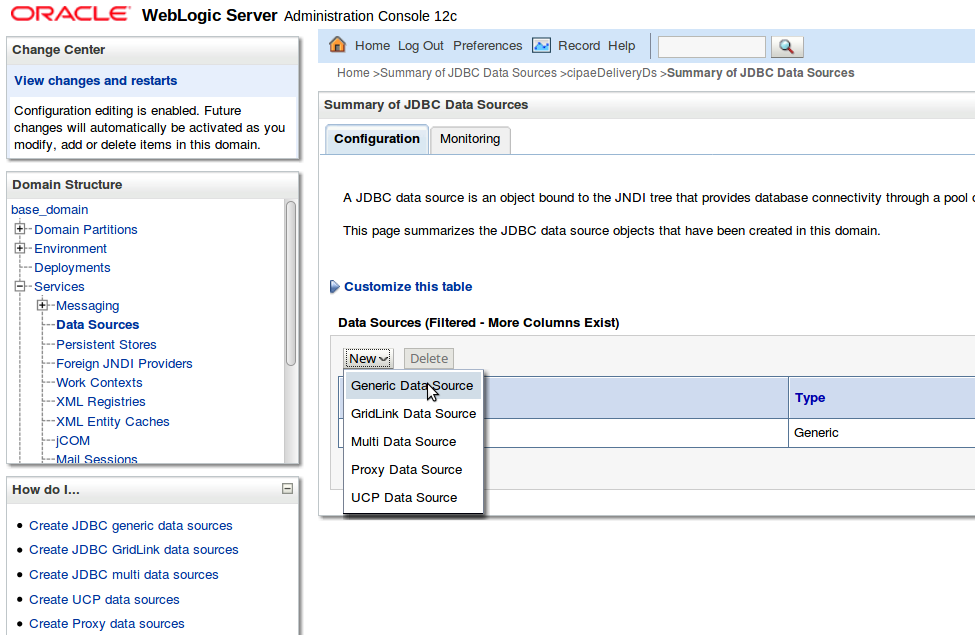 ORACLE® WebLogic Server Administration Console 12c
Change Center
View changes and restarts
Configuration editing is enabled. Future
changes will automatically be activated as you
modify, add or delete items in this domain.
Domain Structure
base_domain
Domain Partitions
Environment
Deployments
Services
Messaging
Data Sources
Persistent Stores
Foreign JNDI Providers
Work Contexts
XML Registries
XML Entity Caches
jCOM
Mail Sessions
How do I...
Create JDBC generic data sources
Create JDBC GridLink data sources
Create JDBC multi data sources
Create UCP data sources
Create Proxy data sources
Home Log Out Preferences Record Help
Home >Summary of JDBC Data Sources >cipaeDeliveryDs >Summary of JDBC Data Sources
Summary of JDBC Data Sources
Configuration Monitoring
A JDBC data source is an object bound to the JNDI tree that provides database connectivity through a pool
This page summarizes the JDBC data source objects that have been created in this domain.
Customize this table
Data Sources (Filtered - More Columns Exist)
New Delete
Generic Data Source
GridLink Data Source
Multi Data Source
Proxy Data Source
UCP Data Source
Type
Generic